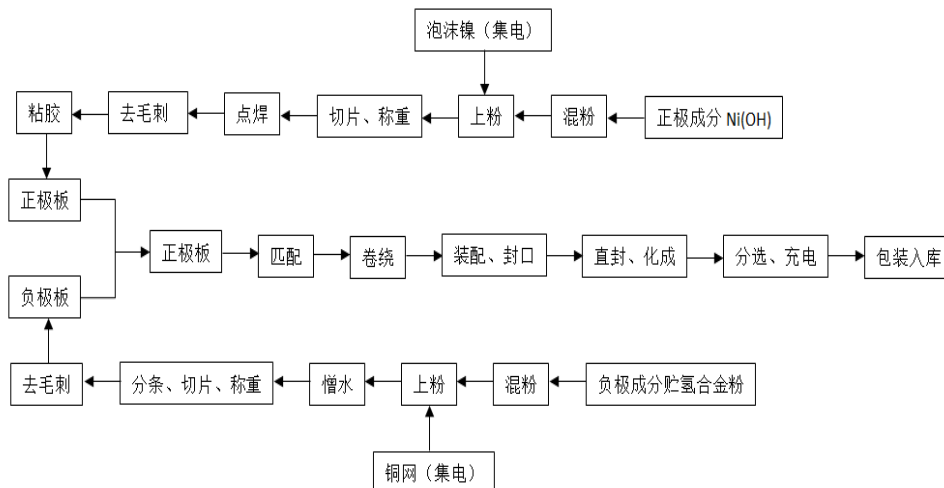 泡沫镍（集电）
粘胶
去毛刺
点焊
切片、称重
上粉
混粉
正极成分 Ni(OH)
正极板
正极板
匹配
卷绕
装配、封口
直封、化成
分选、充电
包装入库
负极板
去毛刺
分条、切片、称重
憎水
上粉
混粉
负极成分贮氢合金粉
铜网（集电）